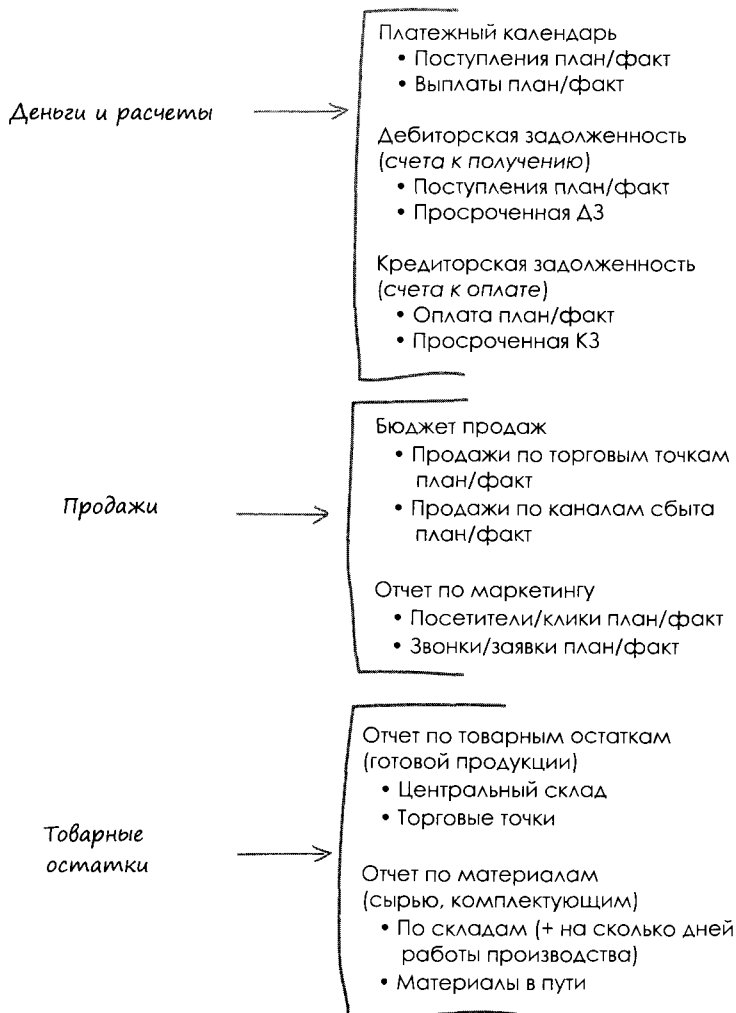 Деньги и расчеты
Платежный календарь
• Поступления план/факт
• Выплаты план/факт
Дебиторская задолженность
(счета к получению)
• Поступления план/факт
• Просроченная ДЗ
Кредиторская задолженность
(счета к оплате)
• Оплата план/факт
• Просроченная КЗ
Продажи
Бюджет продаж
• Продажи по торговым точкам
план/факт
• Продажи по каналам сбыта
план/факт
Отчет по маркетингу
• Посетители/клики план/факт
• Звонки/заявки план/факт
Товарные
остатки
Отчет по товарным остаткам
(готовой продукции)
• Центральный склад
• Торговые точки
Отчет по материалам
(сырью, комплектующим)
• По складам (+ на сколько дней
работы производства)
• Материалы в пути